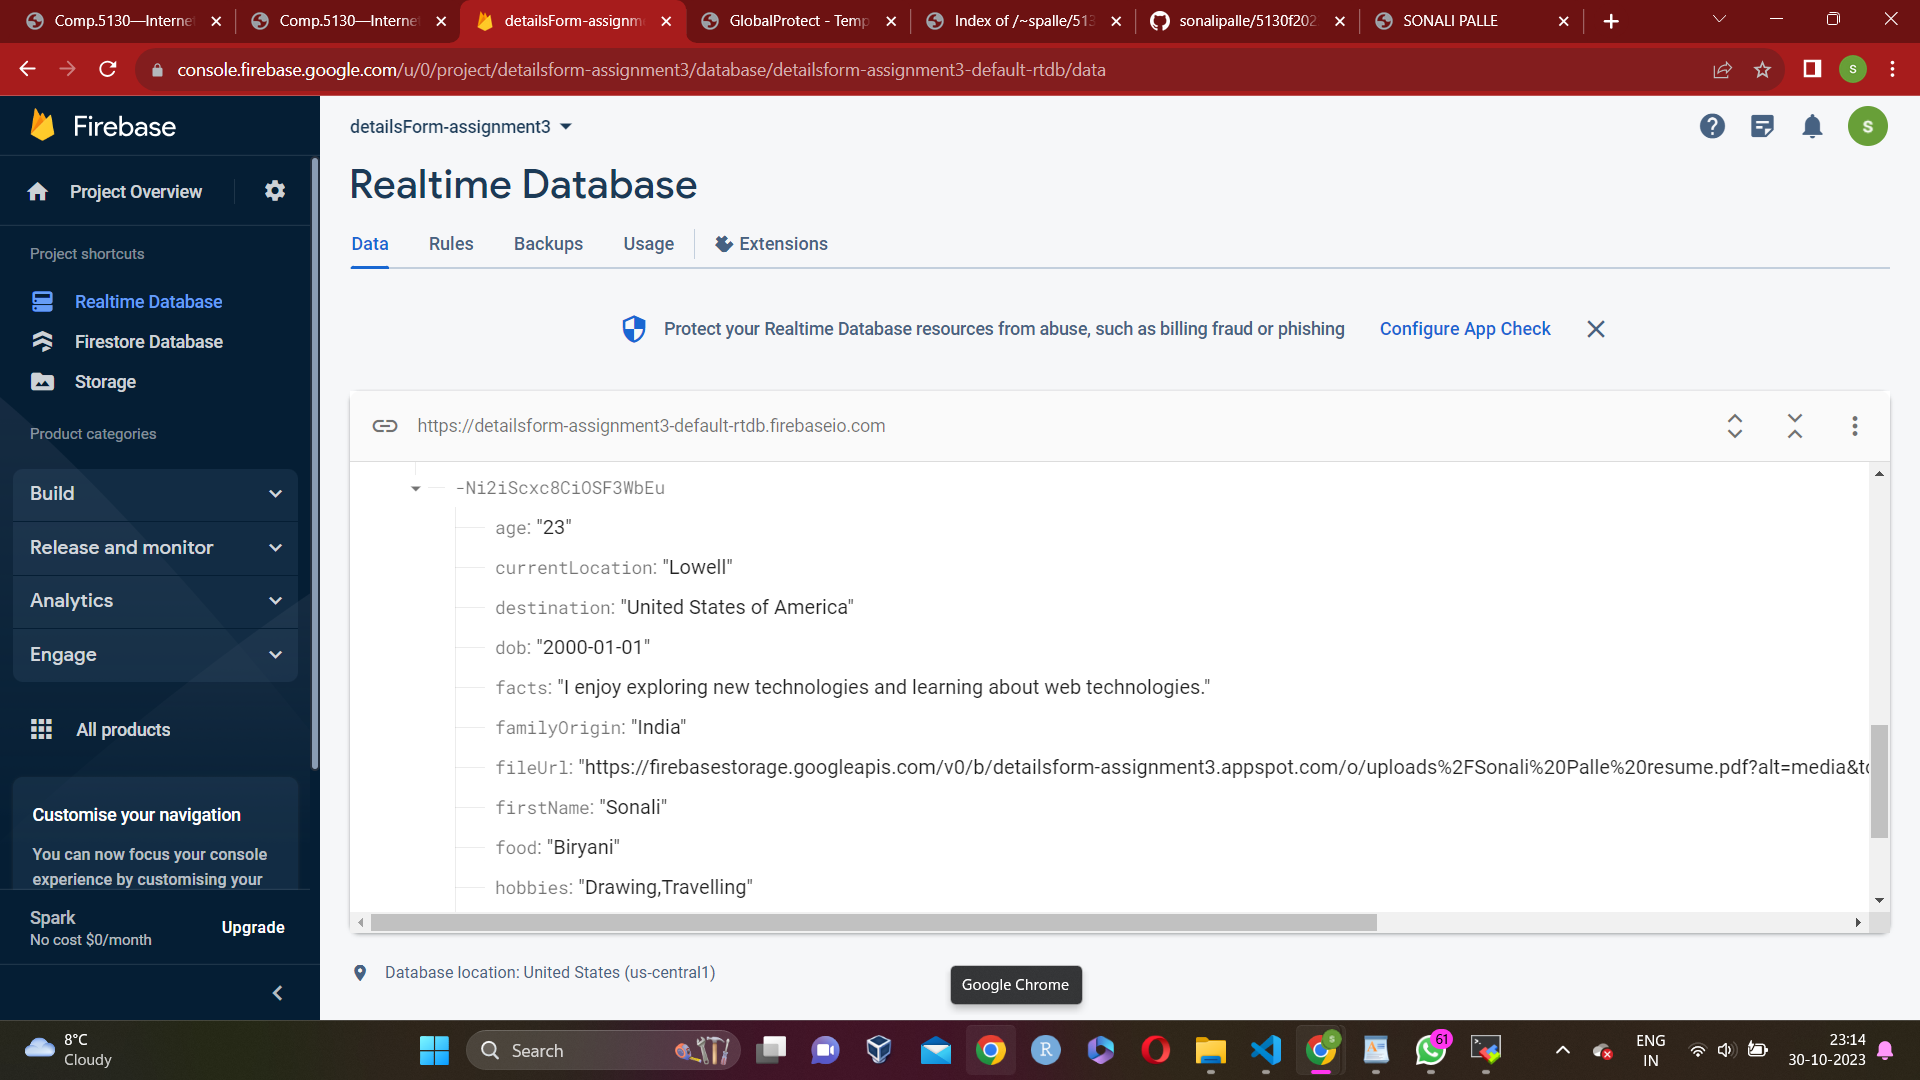 Comp.5130—Internet
Comp.5130—Internet
detailsForm-assignm
GlobalProtect - Temp
Index of /~spalle/513
sonalipalle/5130f202
SONALI PALLE
console.firebase.google.com/u/0/project/detailsform-assignment3/database/detailsform-assignment3-default-rtdb/data
S
Firebase
detailsForm-assignment3
S
Project Overview
Realtime Database
Data
Rules
Backups
Usage
Extensions
Project shortcuts
Realtime Database
Firestore Database
Storage
Protect your Realtime Database resources from abuse, such as billing fraud or phishing
Configure App Check
Product categories
Build
Release and monitor
Analytics
Engage
All products
https://detailsform-assignment3-default-rtdb.firebaseio.com
-Ni2iScxc8CiOSF3WbEu
age: "23"
currentLocation: "Lowell"
destination: "United States of America"
dob: "2000-01-01"
facts: "I enjoy exploring new technologies and learning about web technologies."
familyOrigin: "India"
fileUrl: "https://firebasestorage.googleapis.com/v0/b/detailsform-assignment3.appspot.com/o/uploads%2FSonali%20Palle%20resume.pdf?alt=media&to
firstName: "Sonali"
food: "Biryani"
hobbies: "Drawing,Travelling"
Customise your navigation
You can now focus your console
experience by customising your
Spark
No cost $0/month
Upgrade
Database location: United States (us-central1)
Google Chrome
8°C
Cloudy
Search
R
S
61
ENG
IN
23:14
30-10-2023